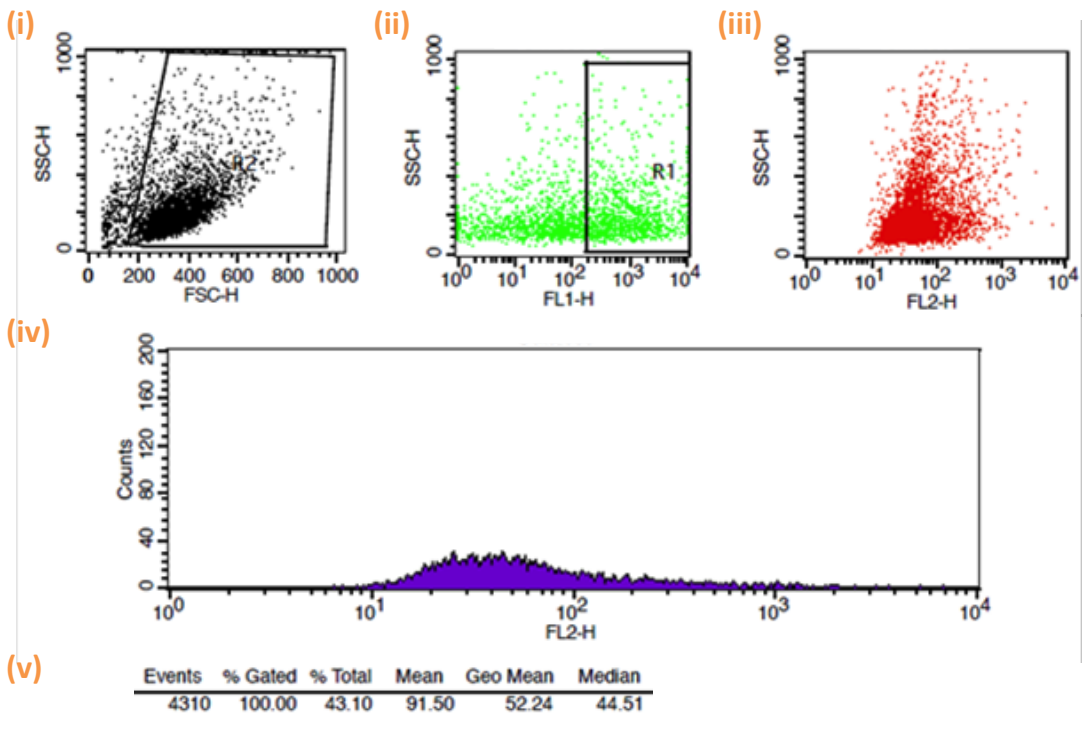 (i)
1000
SSC-H
0
R2
0 200 400 600 800 1000
FSC-H
(ii)
1000
SSC-H
0
R1
10⁰ 10¹ 10² 10³ 10⁴
FL1-H
(iii)
1000
SSC-H
0
10⁰ 10¹ 10² 10³ 10⁴
FL2-H
(iv)
200
160
120
80
40
0
Counts
10⁰ 10¹ 10² 10³ 10⁴
FL2-H
(v)
Events % Gated % Total Mean Geo Mean Median
4310 100.00 43.10 91.50 52.24 44.51